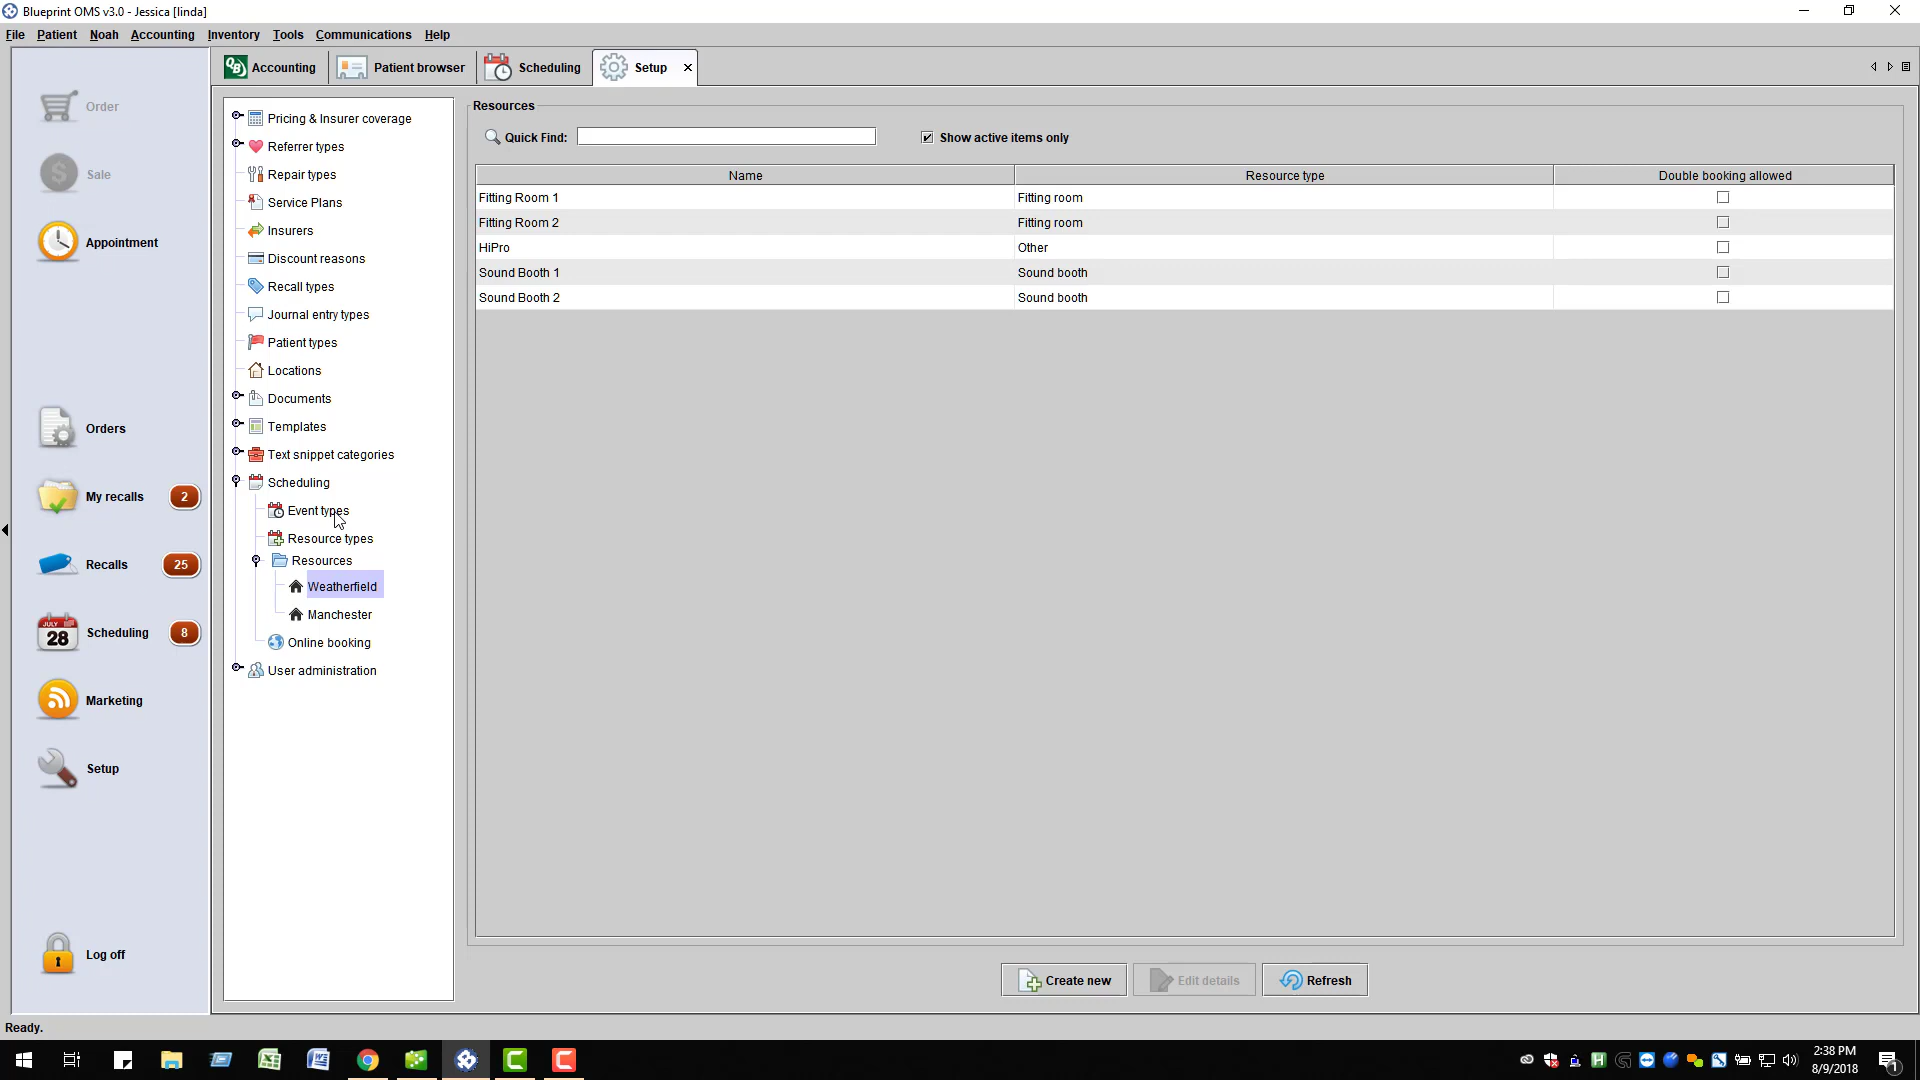 Blueprint OMS v3.0 - Jessica [linda]
File Patient Noah Accounting Inventory Tools Communications Help
Accounting Patient browser Scheduling Setup
Order
Sale
Appointment
Orders
My recalls 2
Recalls 25
JULY 28 Scheduling 8
Marketing
Setup
Log off
Pricing & Insurer coverage
Referrer types
Repair types
Service Plans
Insurers
Discount reasons
Recall types
Journal entry types
Patient types
Locations
Documents
Templates
Text snippet categories
Scheduling
Event types
Resource types
Resources
Weatherfield
Manchester
Online booking
User administration
Resources
Quick Find: Show active items only
Name Resource type Double booking allowed
Fitting Room 1 Fitting room
Fitting Room 2 Fitting room
HiPro Other
Sound Booth 1 Sound booth
Sound Booth 2 Sound booth
Create new Edit details Refresh
Ready.
2:38 PM
8/9/2018
1